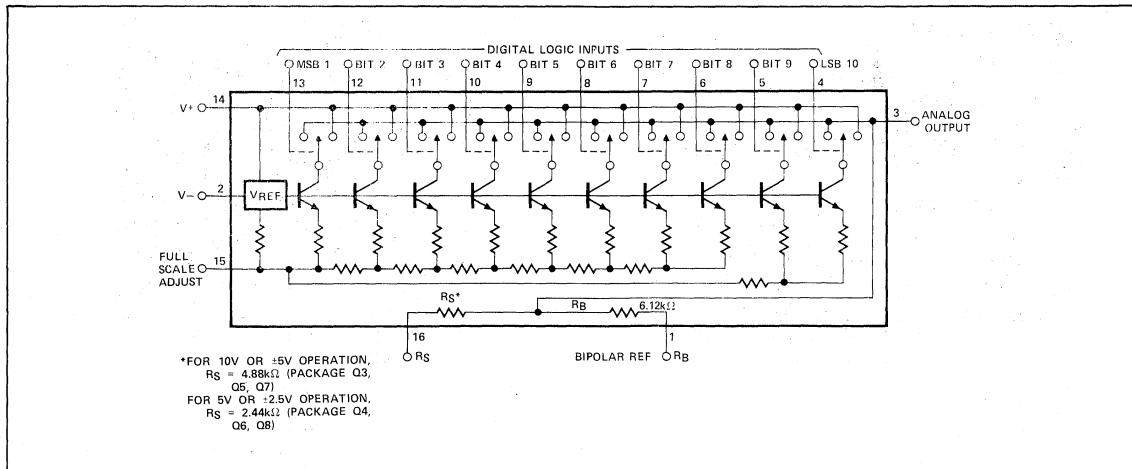 DIGITAL LOGIC INPUTS
MSB 1 BIT 2 BIT 3 BIT 4 BIT 5 BIT 6 BIT 7 BIT 8 BIT 9 LSB 10
13 12 11 10 9 8 7 6 5 4
V+ 14
3 ANALOG OUTPUT
V− 2 VREF
FULL SCALE ADJUST 15
RS* RB 6.12kΩ
16 1
RS BIPOLAR REF RB
*FOR 10V OR ±5V OPERATION,
RS = 4.88kΩ (PACKAGE Q3,
Q5, Q7)
FOR 5V OR ±2.5V OPERATION,
RS = 2.44kΩ (PACKAGE Q4,
Q6, Q8)